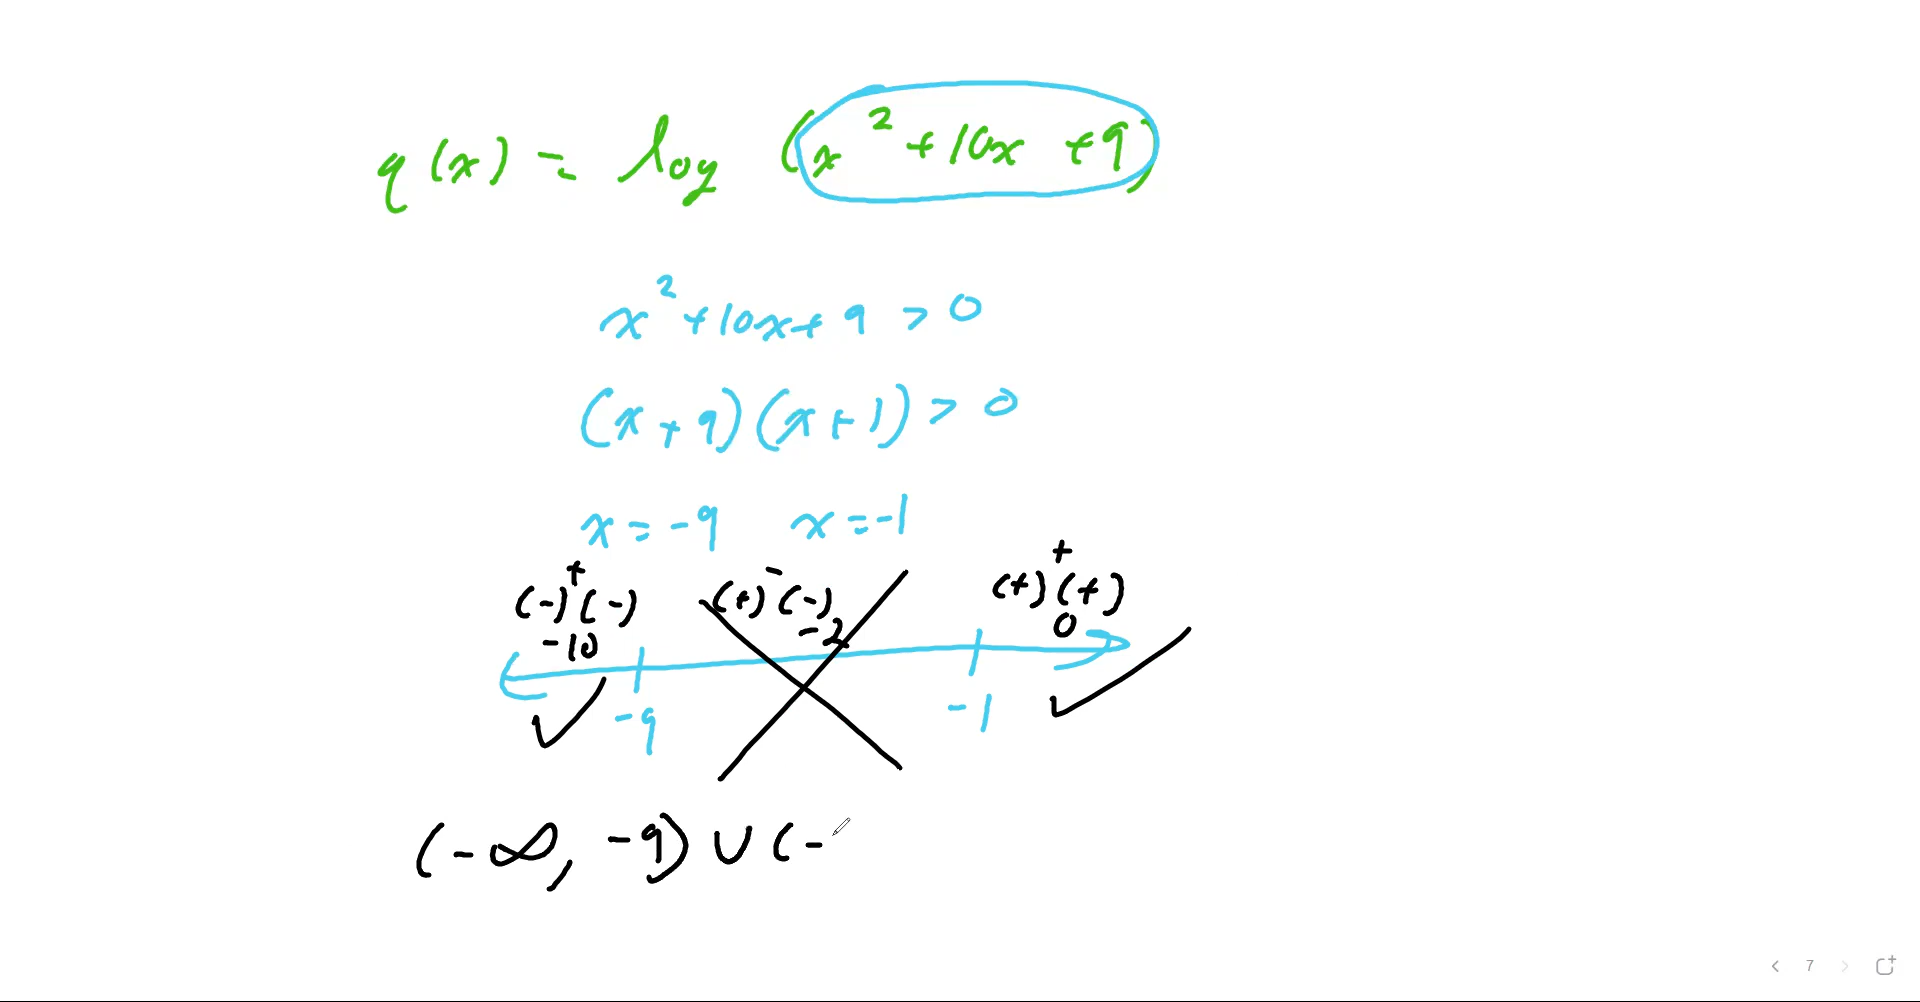 q(x) = log (x² + 10x + 9)
x² + 10x + 9 > 0
(x + 9)(x + 1) > 0
x = -9 x = -1
+ - +
(-)(-) (+)(-) (+)(+)
-10 -2 0
-9 -1
(-∞, -9) ∪ (-
7